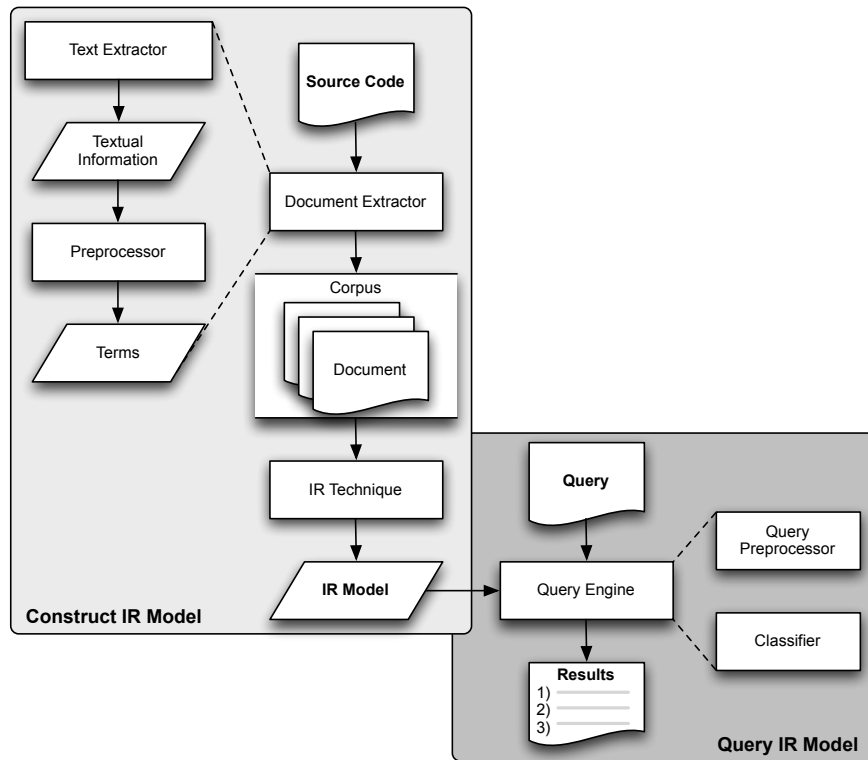 Text Extractor
Textual
Information
Preprocessor
Terms
Source Code
Document Extractor
Corpus
Document
IR Technique
IR Model
Construct IR Model
Query
Query Engine
Query
Preprocessor
Classifier
Results
1)
2)
3)
Query IR Model